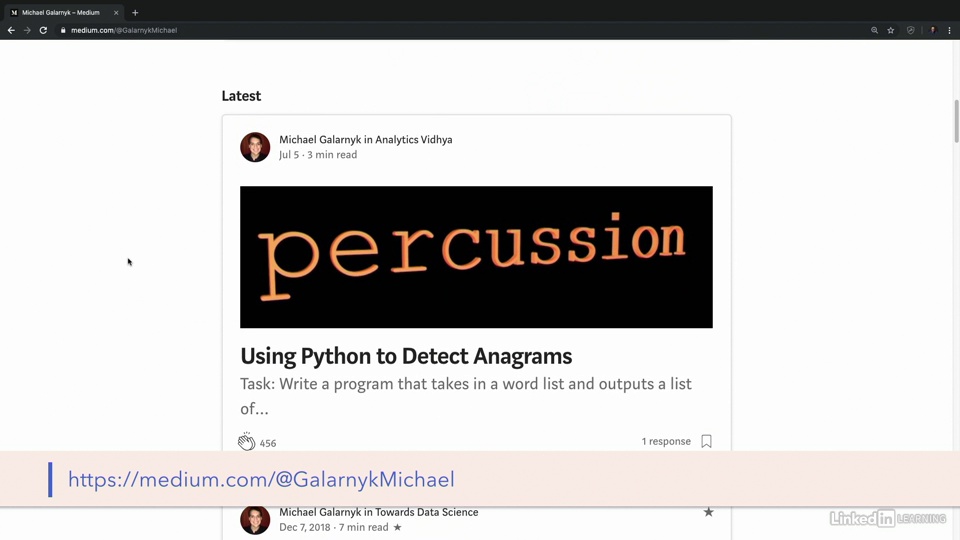 Michael Galarnyk – Medium
medium.com/@GalarnykMichael
Latest
Michael Galarnyk in Analytics Vidhya
Jul 5 · 3 min read
percussion
Using Python to Detect Anagrams
Task: Write a program that takes in a word list and outputs a list
of...
456
1 response
https://medium.com/@GalarnykMichael
Michael Galarnyk in Towards Data Science
Dec 7, 2018 · 7 min read ★
LinkedIn LEARNING